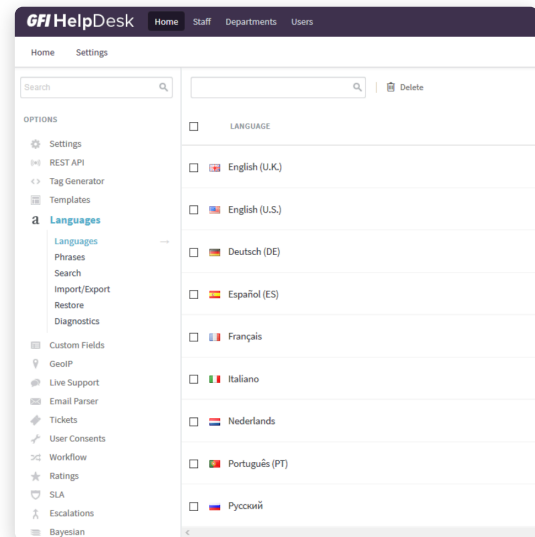 GFI HelpDesk Home Staff Departments Users
Home Settings
Search
Delete
OPTIONS
Settings
REST API
Tag Generator
Templates
a Languages
Languages
Phrases
Search
Import/Export
Restore
Diagnostics
Custom Fields
GeoIP
Live Support
Email Parser
Tickets
User Consents
Workflow
Ratings
SLA
Escalations
Bayesian
LANGUAGE
English (U.K.)
English (U.S.)
Deutsch (DE)
Español (ES)
Français
Italiano
Nederlands
Português (PT)
Русский